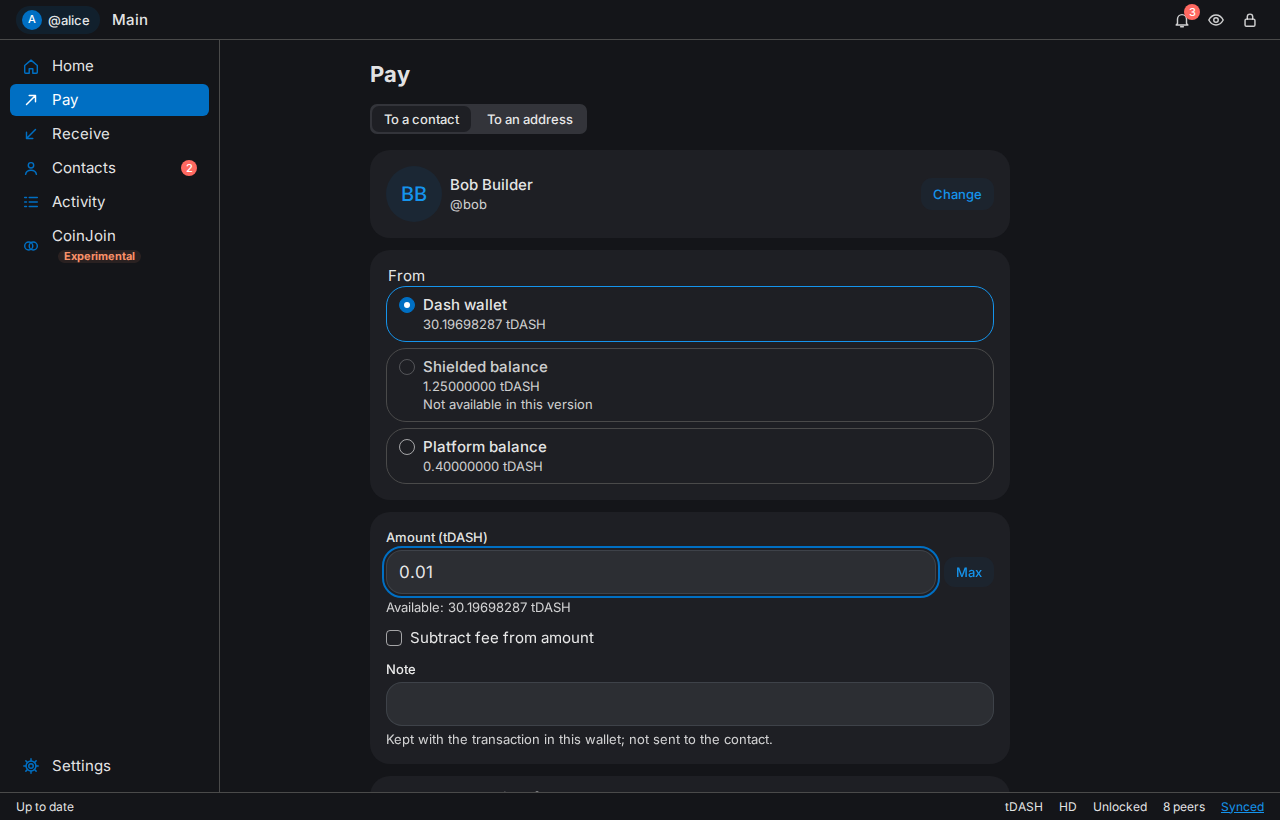 A @alice Main 3
Home
Pay
Receive
Contacts 2
Activity
CoinJoin
Experimental
Settings
Pay
To a contact To an address
BB Bob Builder
@bob
Change
From
Dash wallet
30.19698287 tDASH
Shielded balance
1.25000000 tDASH
Not available in this version
Platform balance
0.40000000 tDASH
Amount (tDASH)
0.01 Max
Available: 30.19698287 tDASH
Subtract fee from amount
Note
Kept with the transaction in this wallet; not sent to the contact.
Up to date tDASH HD Unlocked 8 peers Synced